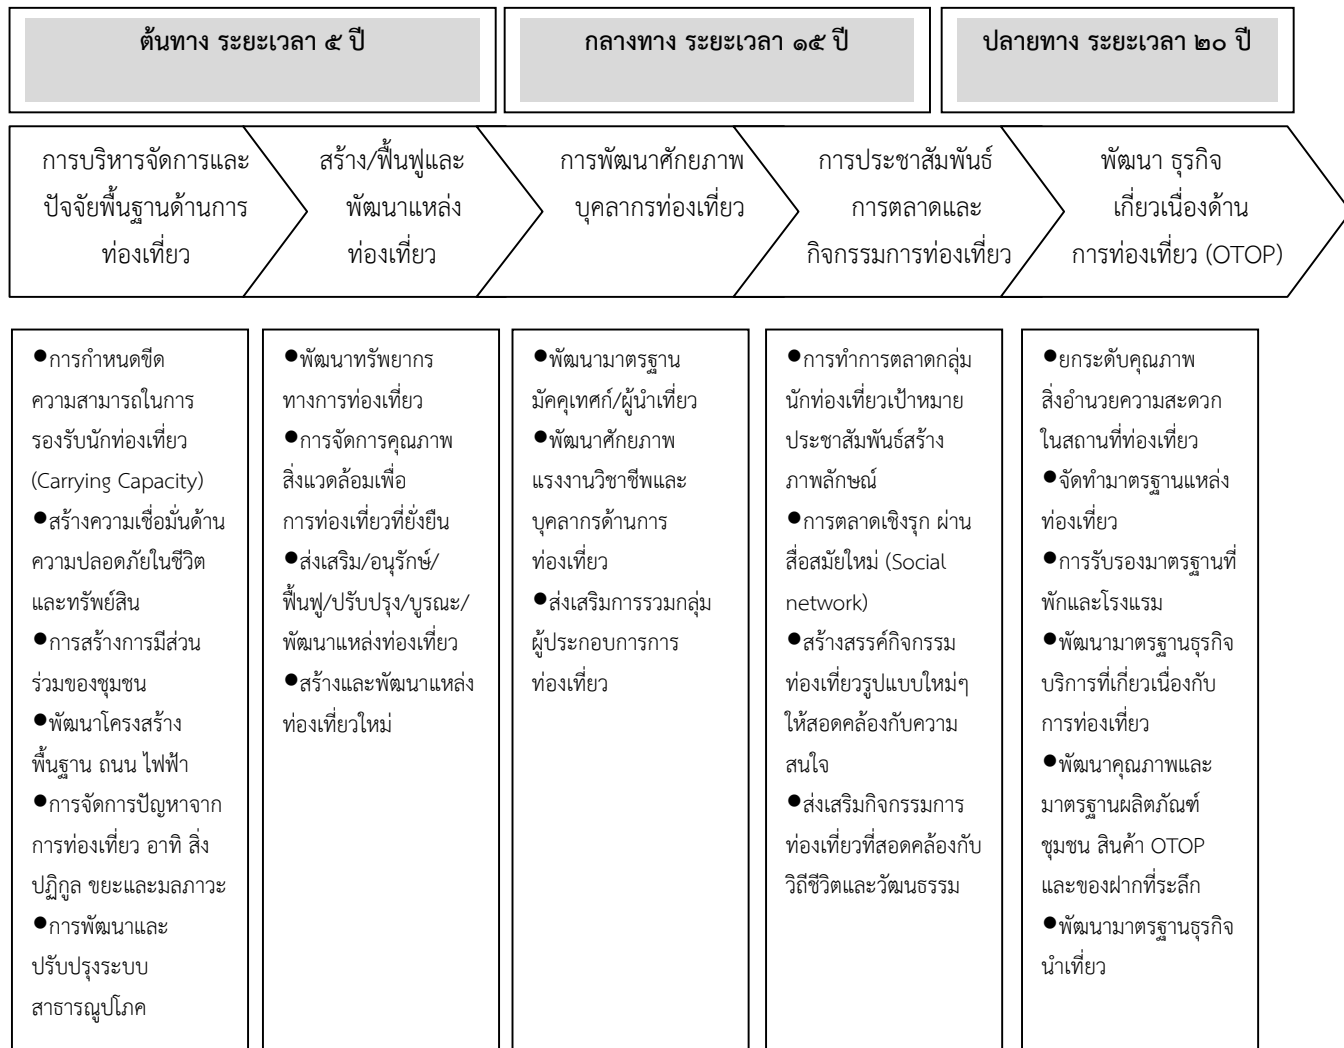 ต้นทาง ระยะเวลา ๕ ปี
กลางทาง ระยะเวลา ๑๕ ปี
ปลายทาง ระยะเวลา ๒๐ ปี
การบริหารจัดการและ
ปัจจัยพื้นฐานด้านการ
ท่องเที่ยว
สร้าง/ฟื้นฟูและ
พัฒนาแหล่ง
ท่องเที่ยว
การพัฒนาศักยภาพ
บุคลากรท่องเที่ยว
การประชาสัมพันธ์
การตลาดและ
กิจกรรมการท่องเที่ยว
พัฒนา ธุรกิจ
เกี่ยวเนื่องด้าน
การท่องเที่ยว (OTOP)
●การกำหนดขีด
ความสามารถในการ
รองรับนักท่องเที่ยว
(Carrying Capacity)
●สร้างความเชื่อมั่นด้าน
ความปลอดภัยในชีวิต
และทรัพย์สิน
●การสร้างการมีส่วน
ร่วมของชุมชน
●พัฒนาโครงสร้าง
พื้นฐาน ถนน ไฟฟ้า
●การจัดการปัญหาจาก
การท่องเที่ยว อาทิ สิ่ง
ปฏิกูล ขยะและมลภาวะ
●การพัฒนาและ
ปรับปรุงระบบ
สาธารณูปโภค
●พัฒนาทรัพยากร
ทางการท่องเที่ยว
●การจัดการคุณภาพ
สิ่งแวดล้อมเพื่อ
การท่องเที่ยวที่ยั่งยืน
●ส่งเสริม/อนุรักษ์/
ฟื้นฟู/ปรับปรุง/บูรณะ/
พัฒนาแหล่งท่องเที่ยว
●สร้างและพัฒนาแหล่ง
ท่องเที่ยวใหม่
●พัฒนามาตรฐาน
มัคคุเทศก์/ผู้นำเที่ยว
●พัฒนาศักยภาพ
แรงงานวิชาชีพและ
บุคลากรด้านการ
ท่องเที่ยว
●ส่งเสริมการรวมกลุ่ม
ผู้ประกอบการการ
ท่องเที่ยว
●การทำการตลาดกลุ่ม
นักท่องเที่ยวเป้าหมาย
ประชาสัมพันธ์สร้าง
ภาพลักษณ์
●การตลาดเชิงรุก ผ่าน
สื่อสมัยใหม่ (Social
network)
●สร้างสรรค์กิจกรรม
ท่องเที่ยวรูปแบบใหม่ๆ
ให้สอดคล้องกับความ
สนใจ
●ส่งเสริมกิจกรรมการ
ท่องเที่ยวที่สอดคล้องกับ
วิถีชีวิตและวัฒนธรรม
●ยกระดับคุณภาพ
สิ่งอำนวยความสะดวก
ในสถานที่ท่องเที่ยว
●จัดทำมาตรฐานแหล่ง
ท่องเที่ยว
●การรับรองมาตรฐานที่
พักและโรงแรม
●พัฒนามาตรฐานธุรกิจ
บริการที่เกี่ยวเนื่องกับ
การท่องเที่ยว
●พัฒนาคุณภาพและ
มาตรฐานผลิตภัณฑ์
ชุมชน สินค้า OTOP
และของฝากที่ระลึก
●พัฒนามาตรฐานธุรกิจ
นำเที่ยว